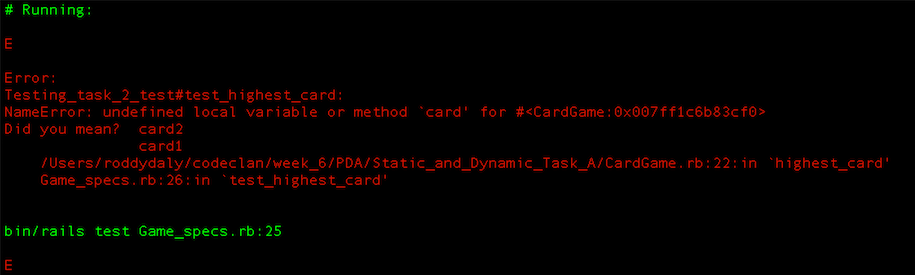 # Running:
E
Error:
Testing_task_2_test#test_highest_card:
NameError: undefined local variable or method `card' for #<CardGame:0x007ff1c6b83cf0>
Did you mean?  card2
card1
/Users/roddydaly/codeclan/week_6/PDA/Static_and_Dynamic_Task_A/CardGame.rb:22:in `highest_card'
Game_specs.rb:26:in `test_highest_card'
bin/rails test Game_specs.rb:25
E